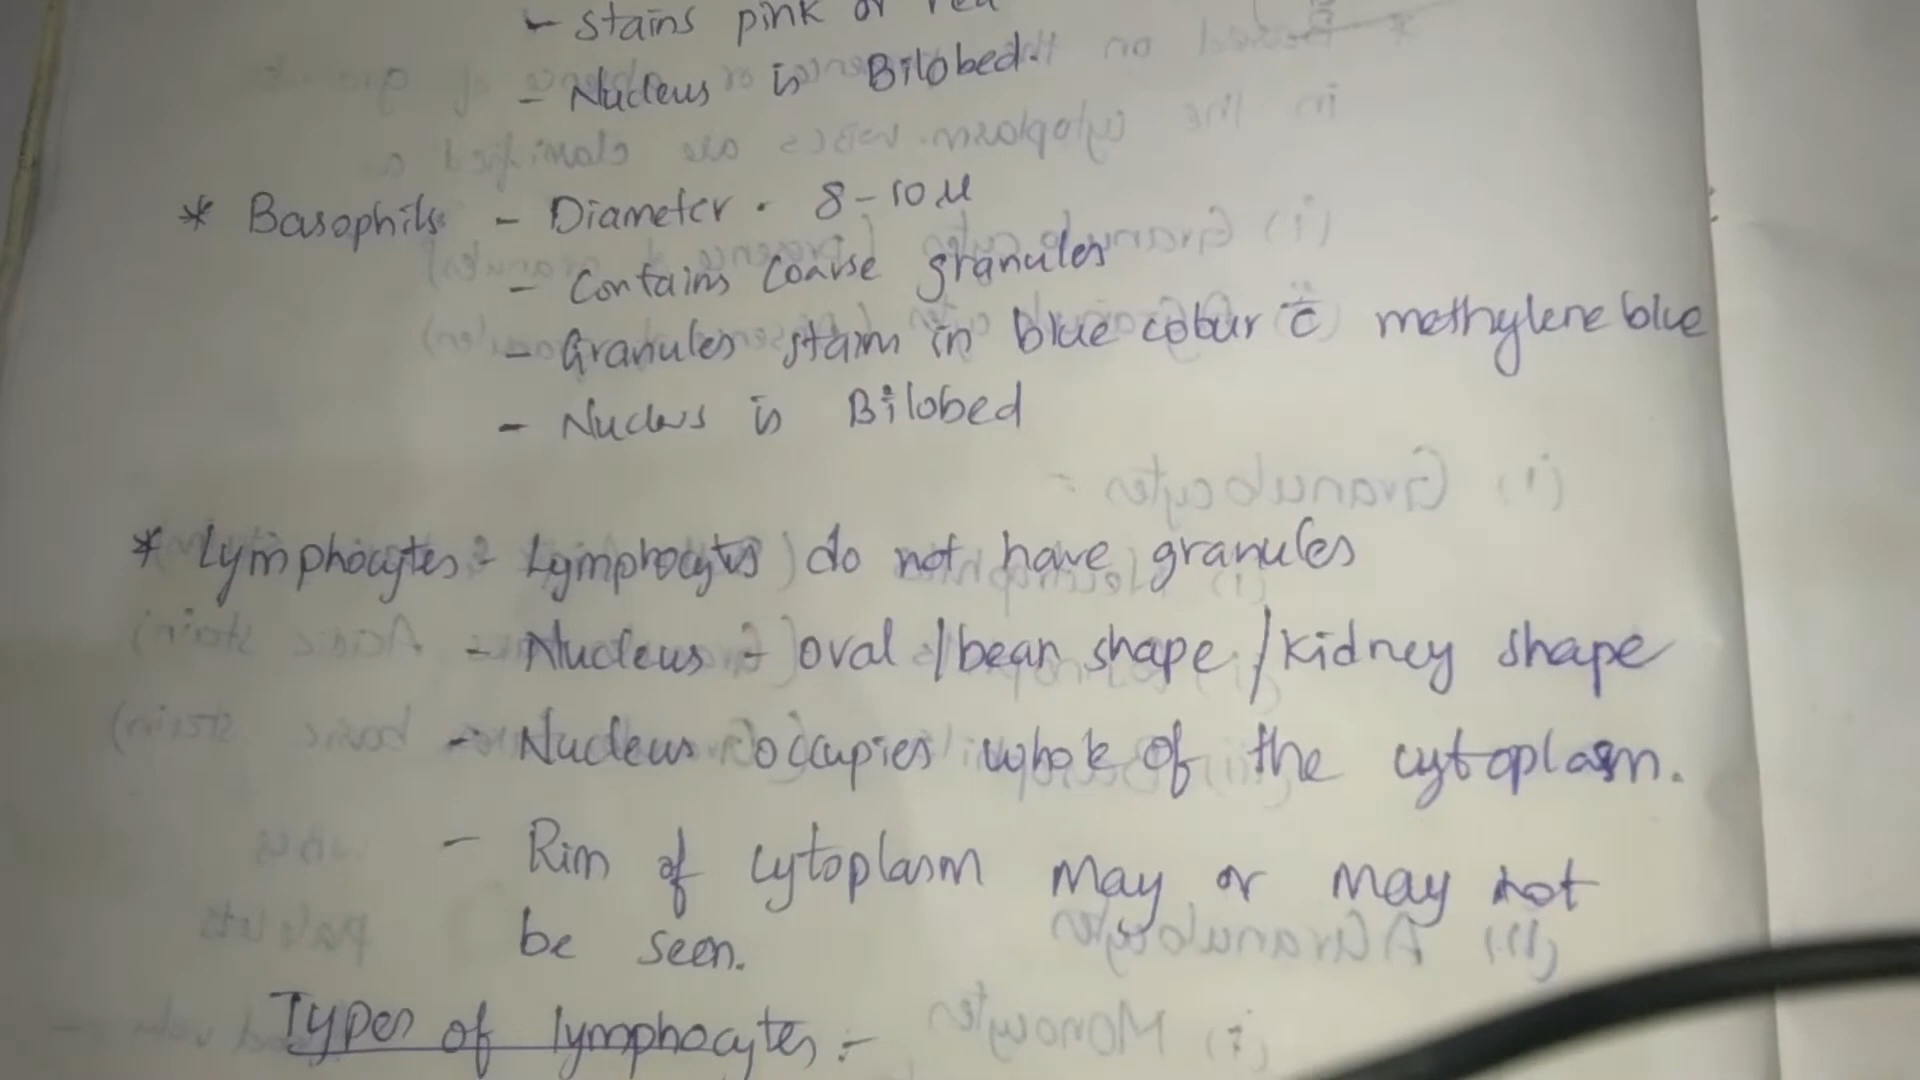 - Stains pink or red
- Nucleus is Bilobed.
* Basophils - Diameter . 8-10 µ
- Contains Coarse granules
- Granules stain in blue colour c̄ methylene blue
- Nucleus is Bilobed
* Lymphocytes :- Lymphocytes do not have granules
- Nucleus :- oval / bean shape / kidney shape
- Nucleus occupies whole of the cytoplasm.
- Rim of cytoplasm may or may not
be seen.
Types of lymphocytes :-